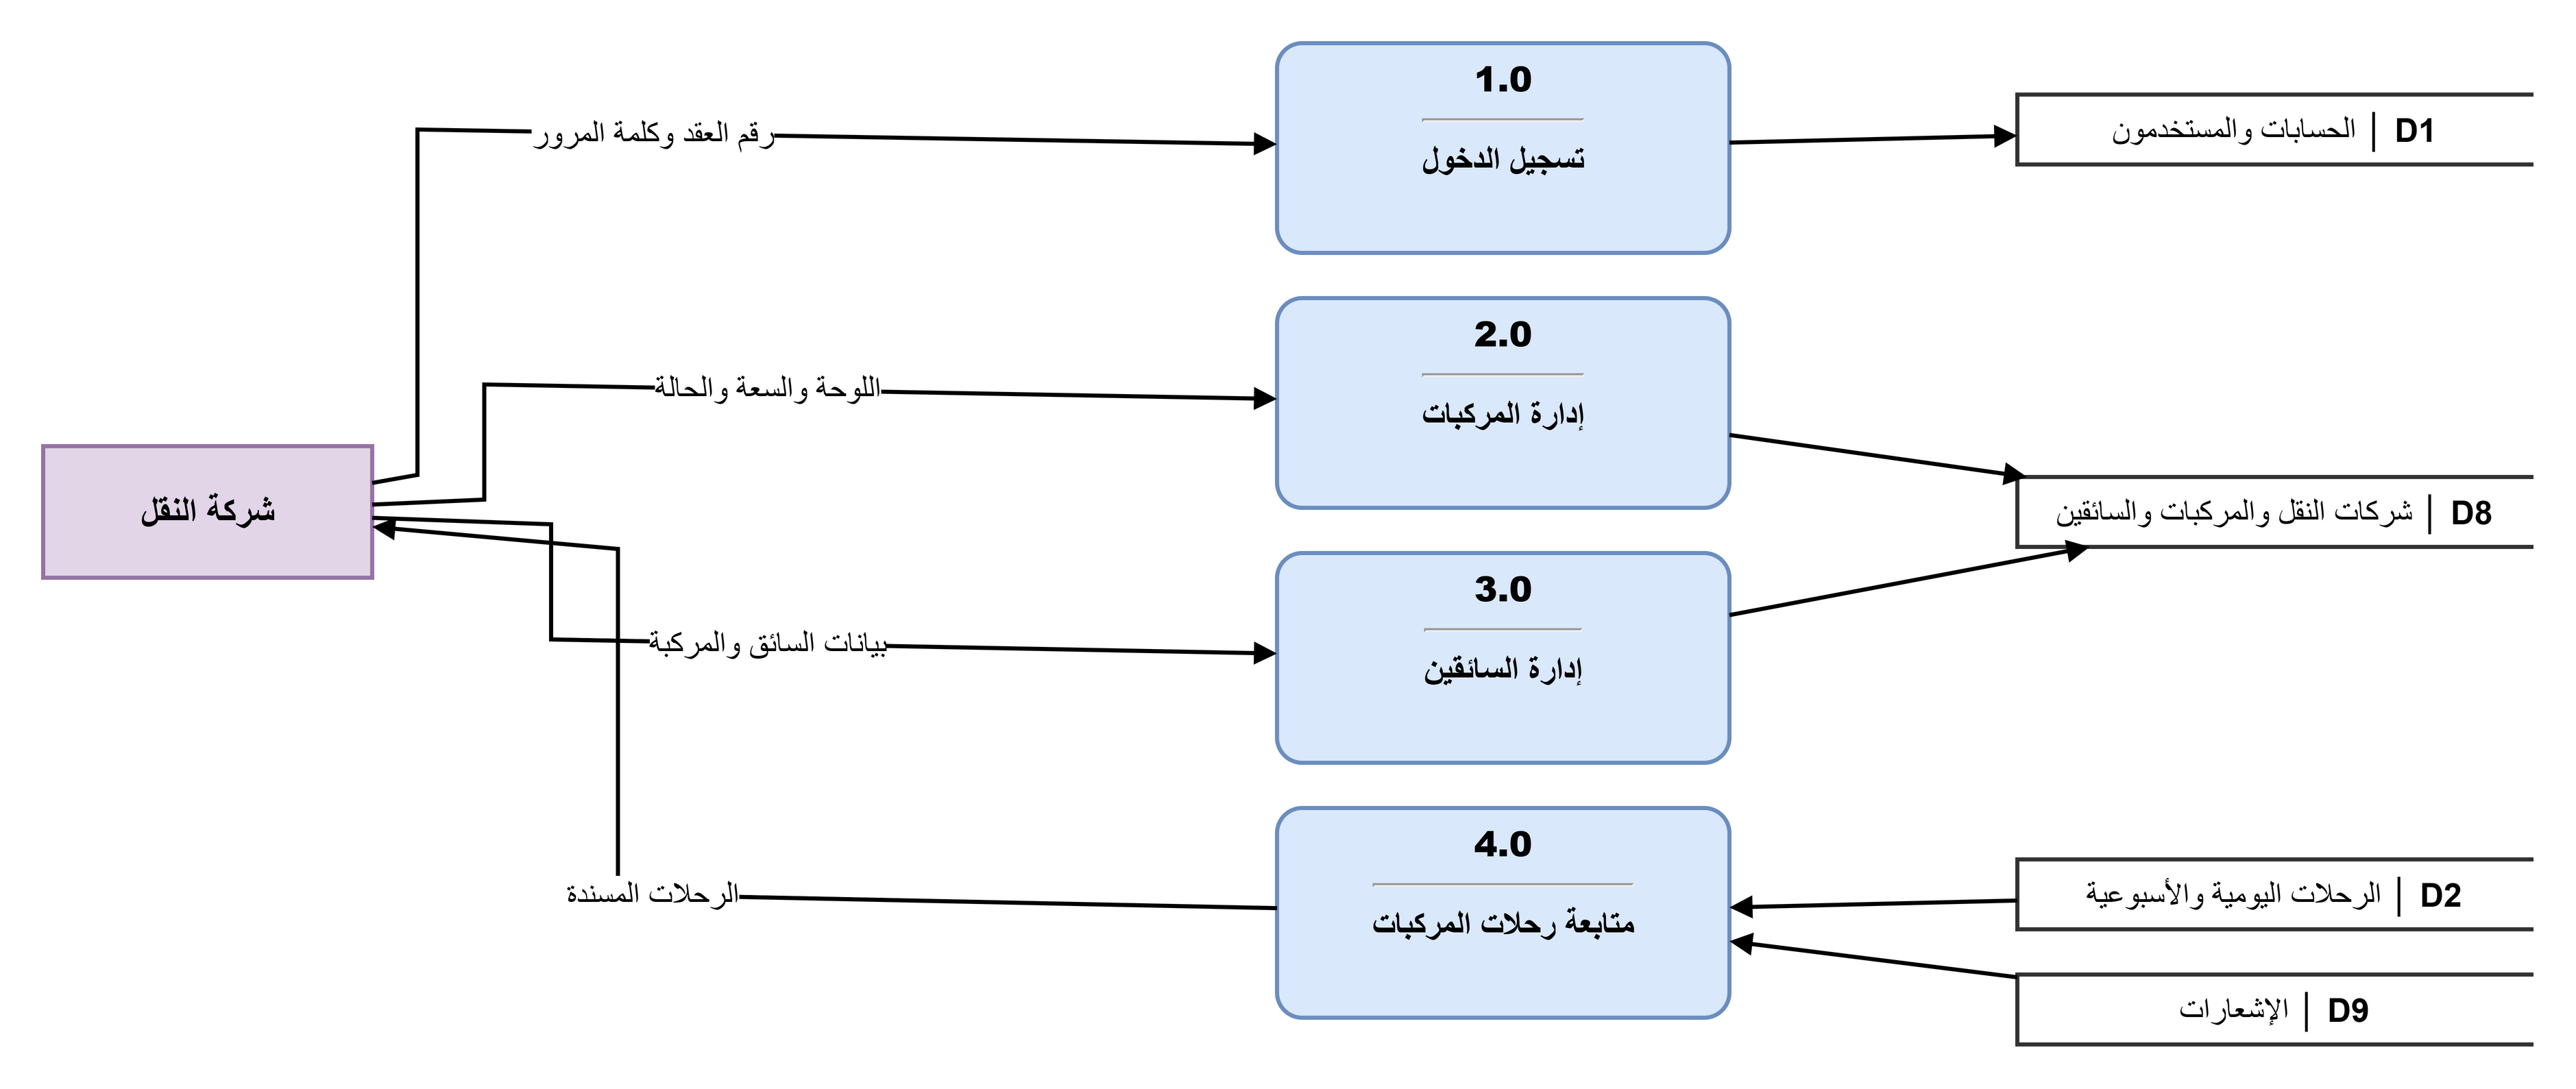 1.0
تسجيل الدخول
D1 | الحسابات والمستخدمون
رقم العقد وكلمة المرور
2.0
إدارة المركبات
اللوحة والسعة والحالة
شركة النقل
D8 | شركات النقل والمركبات والسائقين
3.0
إدارة السائقين
بيانات السائق والمركبة
4.0
متابعة رحلات المركبات
الرحلات المسندة
D2 | الرحلات اليومية والأسبوعية
D9 | الإشعارات